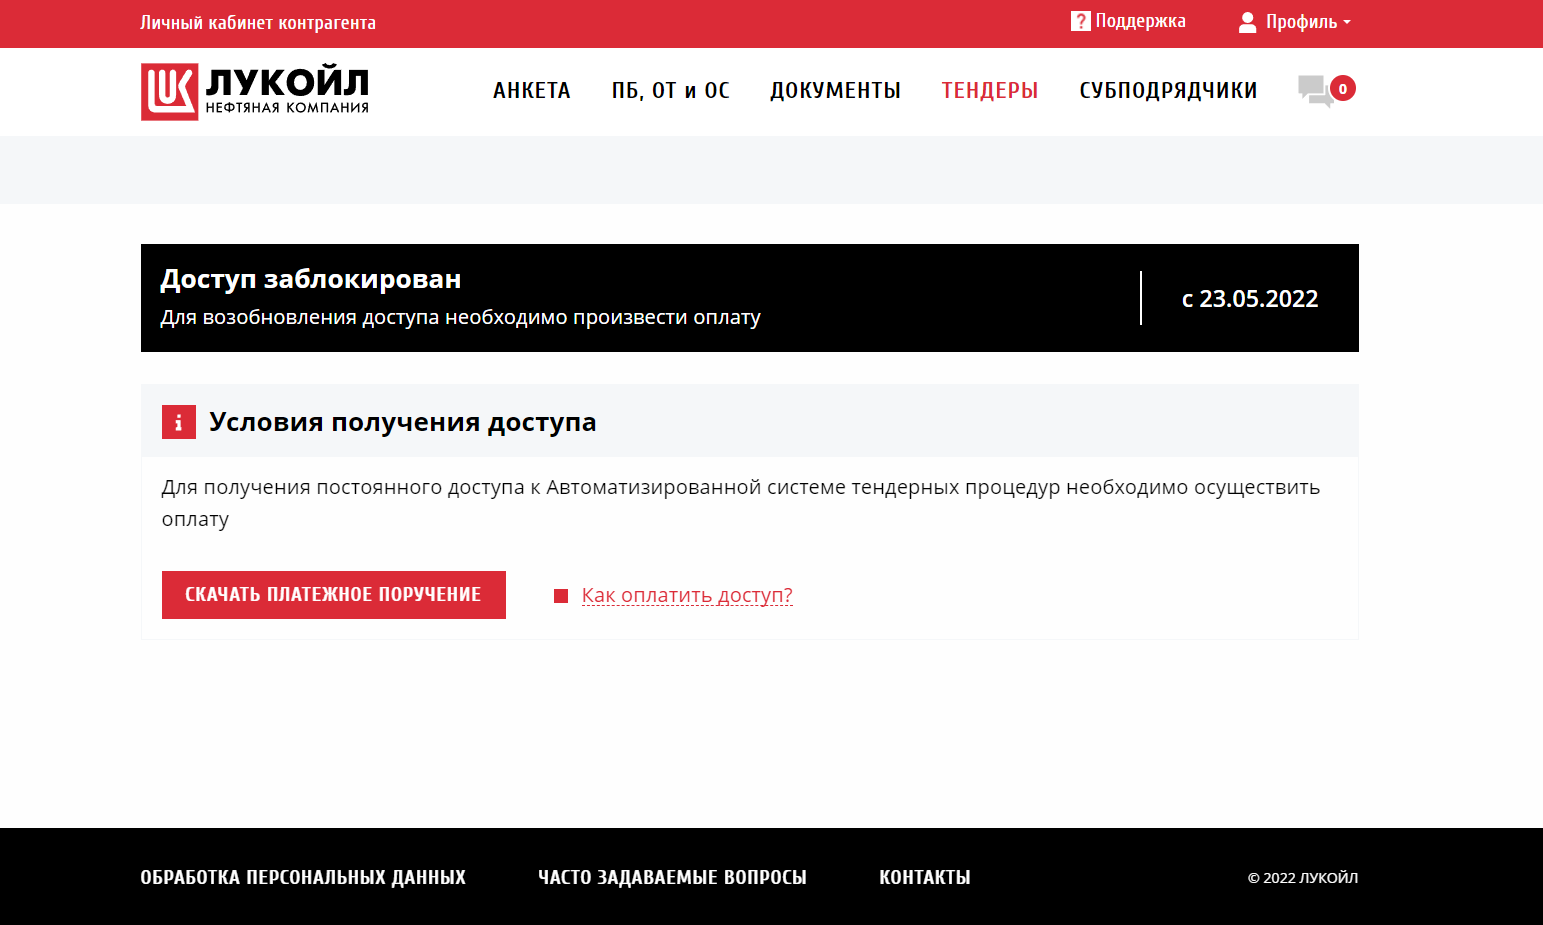 Личный кабинет контрагента
? Поддержка
Профиль
ЛУКОЙЛ
НЕФТЯНАЯ КОМПАНИЯ
АНКЕТА ПБ, ОТ и ОС ДОКУМЕНТЫ ТЕНДЕРЫ СУБПОДРЯДЧИКИ 0
Доступ заблокирован
Для возобновления доступа необходимо произвести оплату
с 23.05.2022
i Условия получения доступа
Для получения постоянного доступа к Автоматизированной системе тендерных процедур необходимо осуществить
оплату
СКАЧАТЬ ПЛАТЕЖНОЕ ПОРУЧЕНИЕ
Как оплатить доступ?
ОБРАБОТКА ПЕРСОНАЛЬНЫХ ДАННЫХ ЧАСТО ЗАДАВАЕМЫЕ ВОПРОСЫ КОНТАКТЫ © 2022 ЛУКОЙЛ